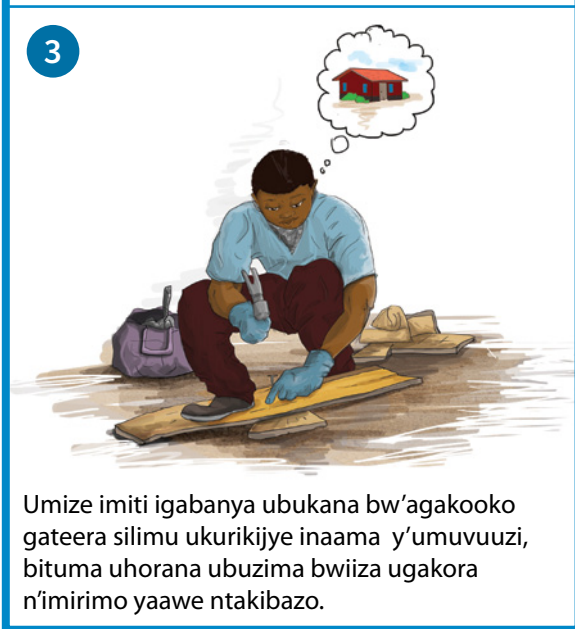 3
Umize imiti igabanya ubukana bw’agakooko
gateera silimu ukurikijye inaama y’umuvuuzi,
bituma uhorana ubuzima bwiiza ugakora
n’imirimo yaawe ntakibazo.